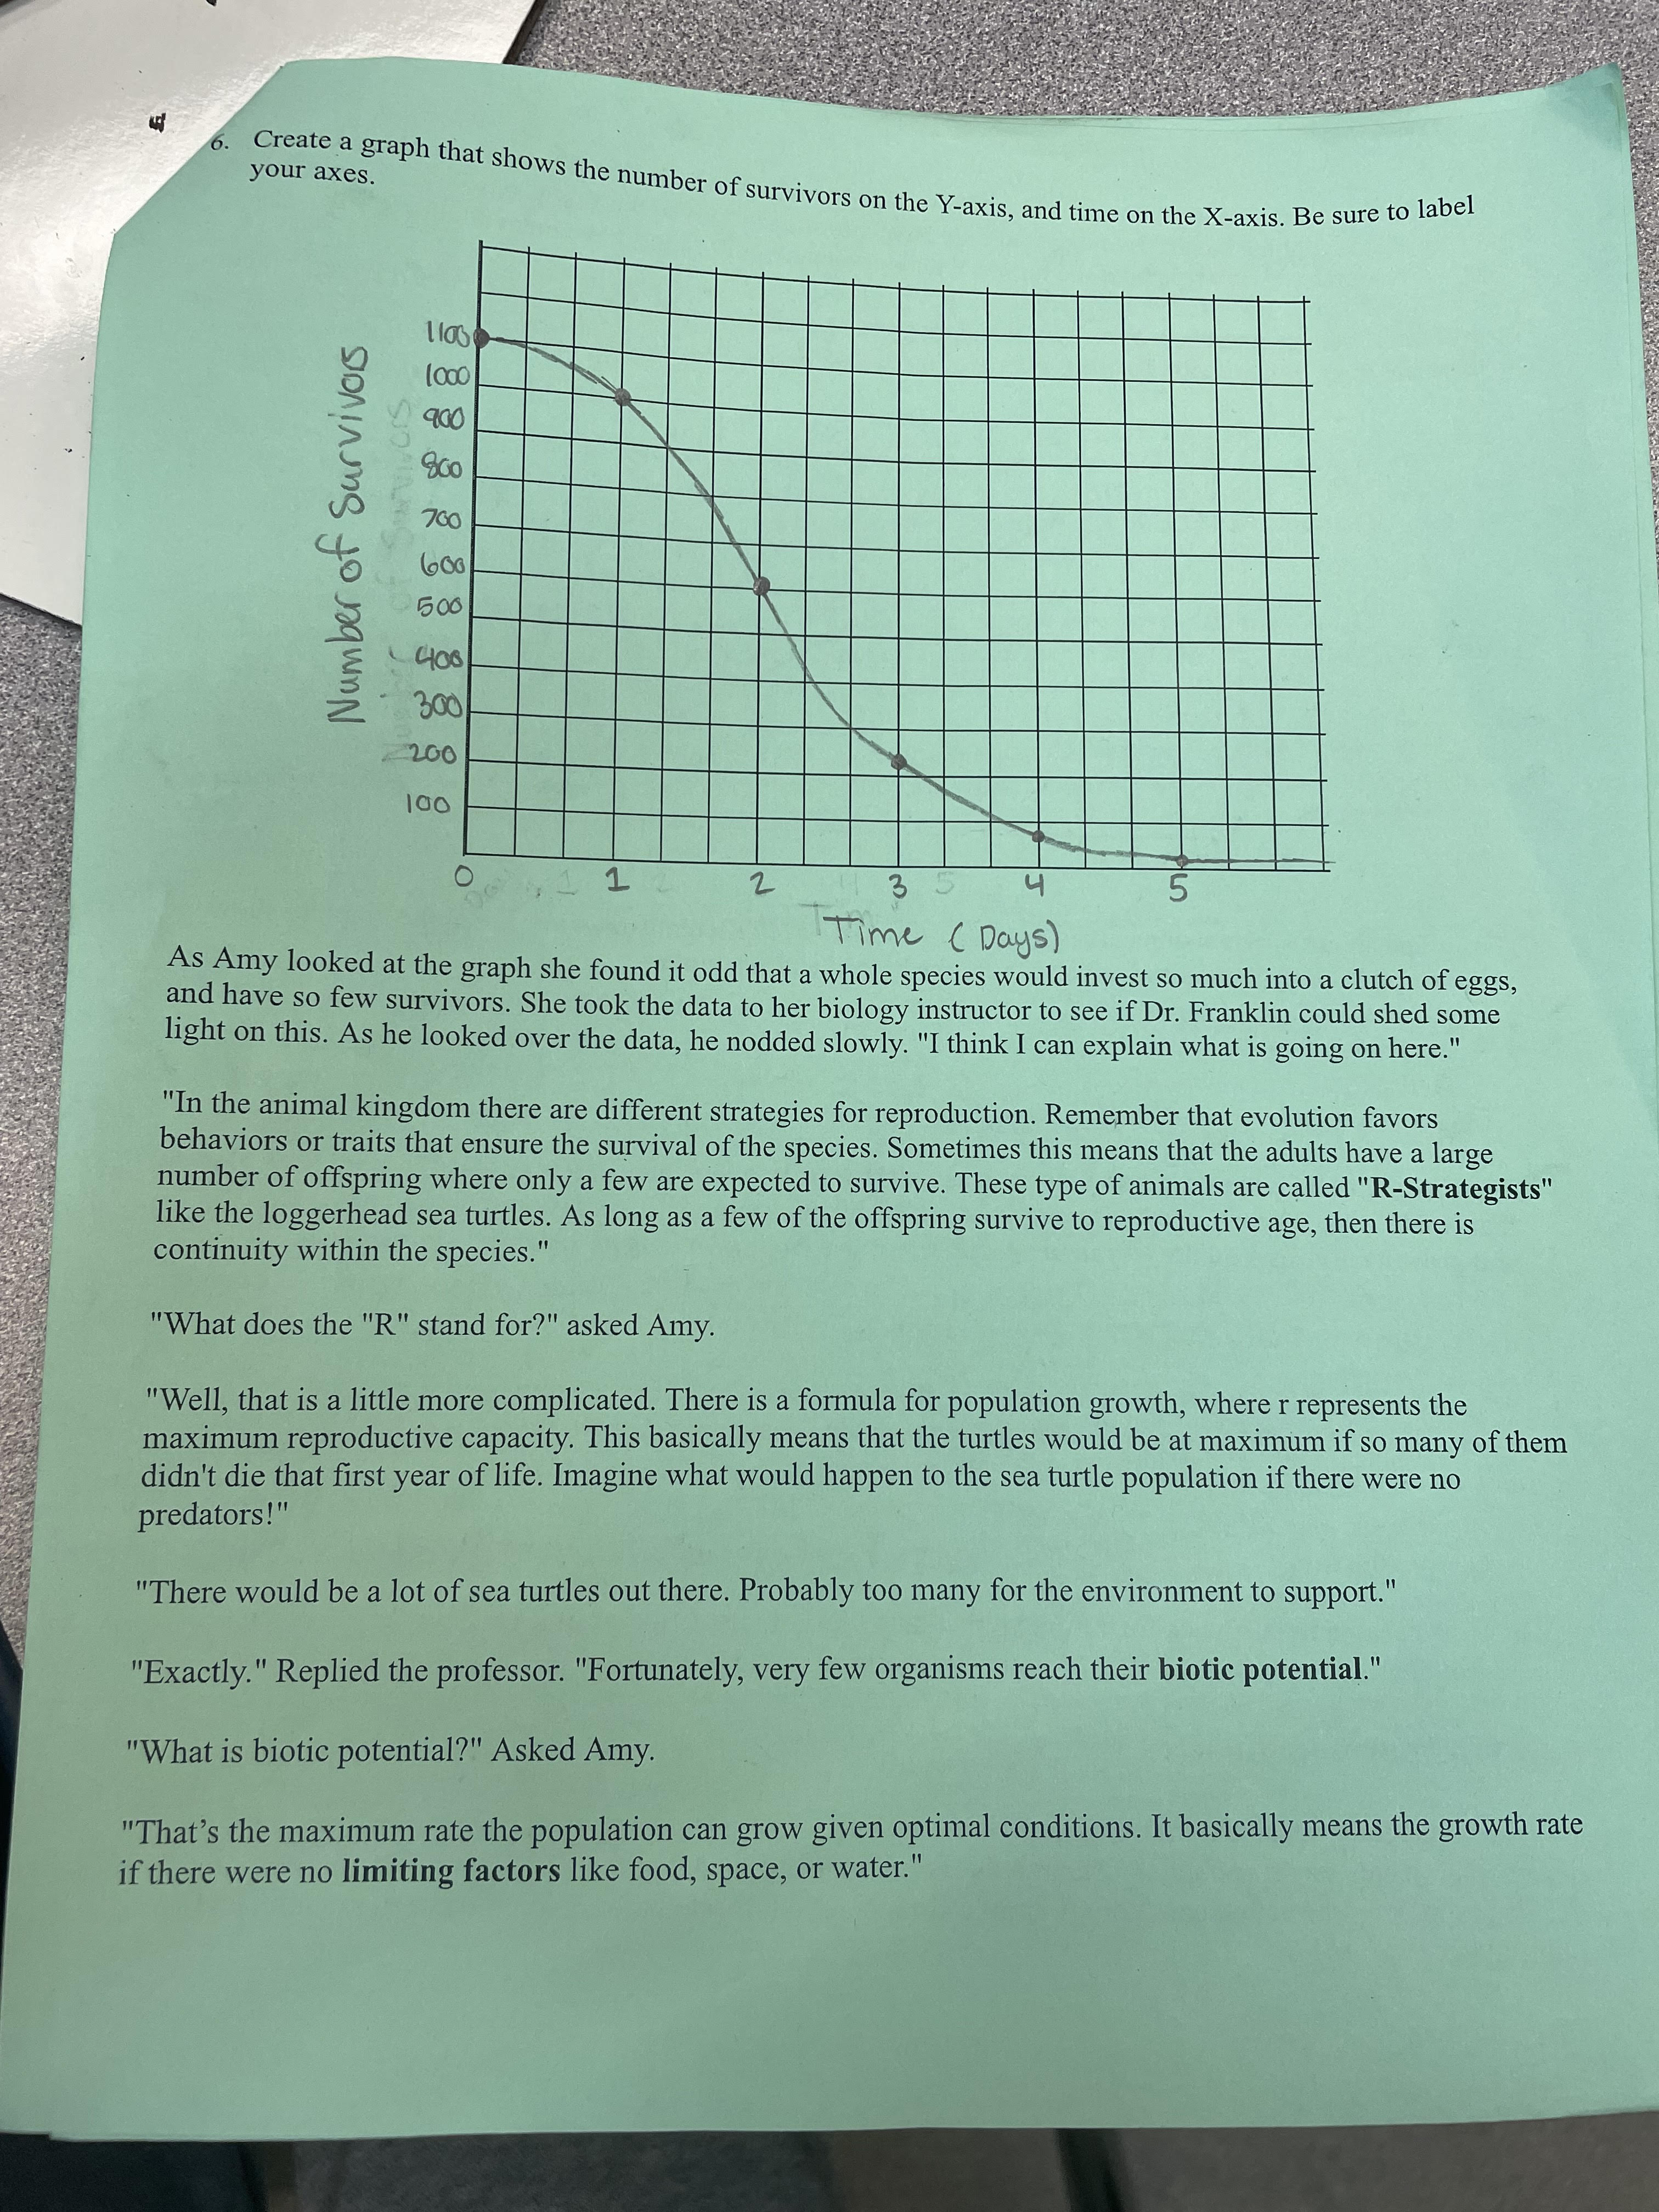 6. Create a graph that shows the number of survivors on the Y-axis, and time on the X-axis. Be sure to label
your axes.
Number of Survivors
1100
1000
900
800
700
600
500
400
300
200
100
0 1 2 3 4 5
Time (Days)
As Amy looked at the graph she found it odd that a whole species would invest so much into a clutch of eggs,
and have so few survivors. She took the data to her biology instructor to see if Dr. Franklin could shed some
light on this. As he looked over the data, he nodded slowly. "I think I can explain what is going on here."
"In the animal kingdom there are different strategies for reproduction. Remember that evolution favors
behaviors or traits that ensure the survival of the species. Sometimes this means that the adults have a large
number of offspring where only a few are expected to survive. These type of animals are called "R-Strategists"
like the loggerhead sea turtles. As long as a few of the offspring survive to reproductive age, then there is
continuity within the species."
"What does the "R" stand for?" asked Amy.
"Well, that is a little more complicated. There is a formula for population growth, where r represents the
maximum reproductive capacity. This basically means that the turtles would be at maximum if so many of them
didn't die that first year of life. Imagine what would happen to the sea turtle population if there were no
predators!"
"There would be a lot of sea turtles out there. Probably too many for the environment to support."
"Exactly." Replied the professor. "Fortunately, very few organisms reach their biotic potential."
"What is biotic potential?" Asked Amy.
"That’s the maximum rate the population can grow given optimal conditions. It basically means the growth rate
if there were no limiting factors like food, space, or water."